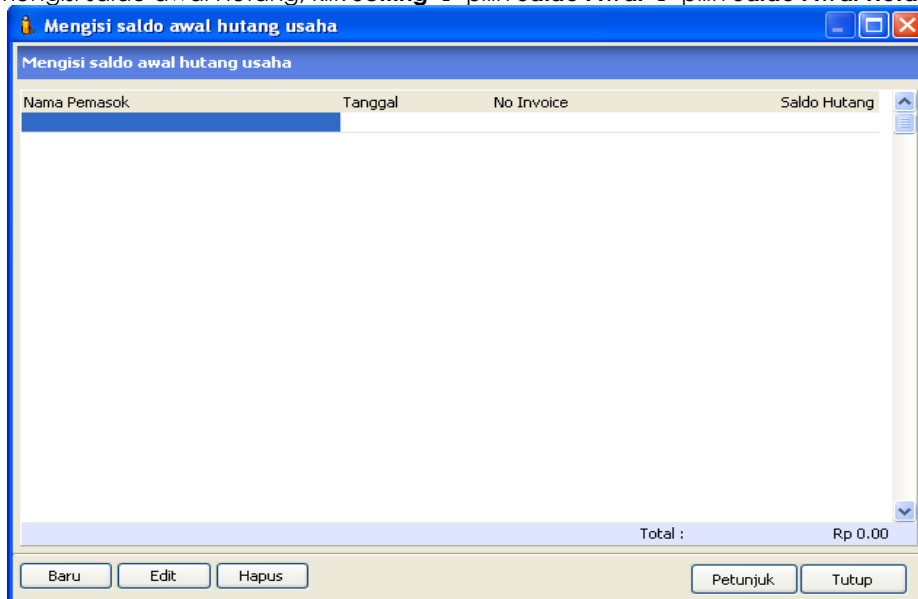 Mengisi saldo awal hutang usaha
Mengisi saldo awal hutang usaha
Nama Pemasok Tanggal No Invoice Saldo Hutang
Total : Rp 0.00
Baru Edit Hapus Petunjuk Tutup